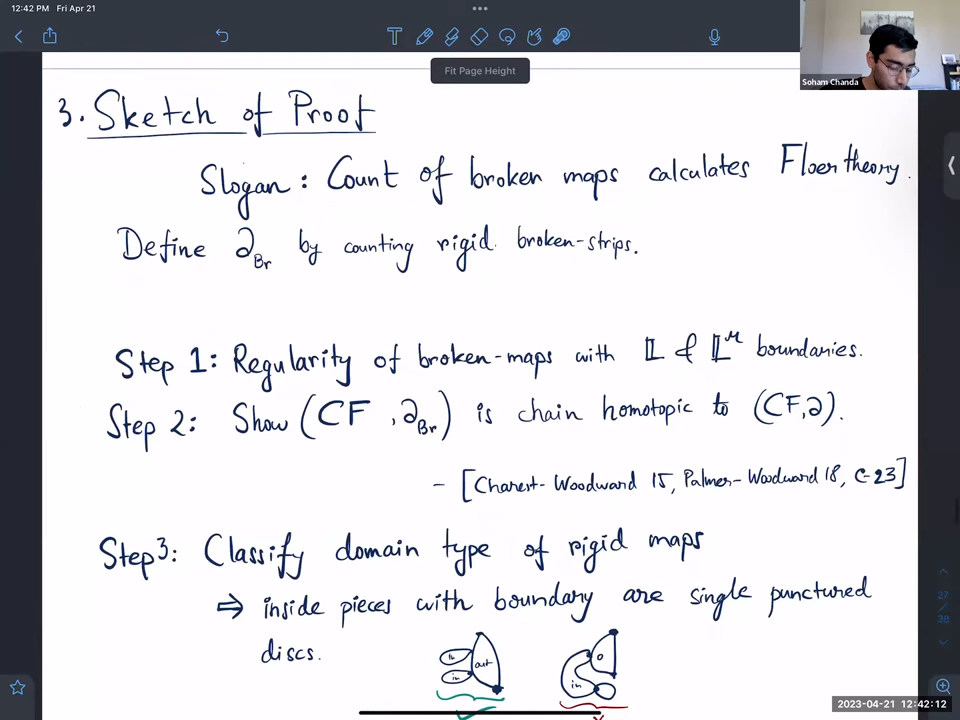 12:42 PM Fri Apr 21
Fit Page Height
Soham Chanda
3. Sketch of Proof
Slogan: Count of broken maps calculates Floer theory.
Define ∂_Br by counting rigid broken-strips.
Step 1: Regularity of broken-maps with 𝕃 & 𝕃^μ boundaries.
Step 2: Show (CF, ∂_Br) is chain homotopic to (CF, ∂).
- [Charest-Woodward 15, Palmer-Woodward 18, C-23]
Step 3: Classify domain type of rigid maps
⇒ inside pieces with boundary are single punctured
discs.
in
in
out
o
in
27
/
38
2023-04-21 12:42:12